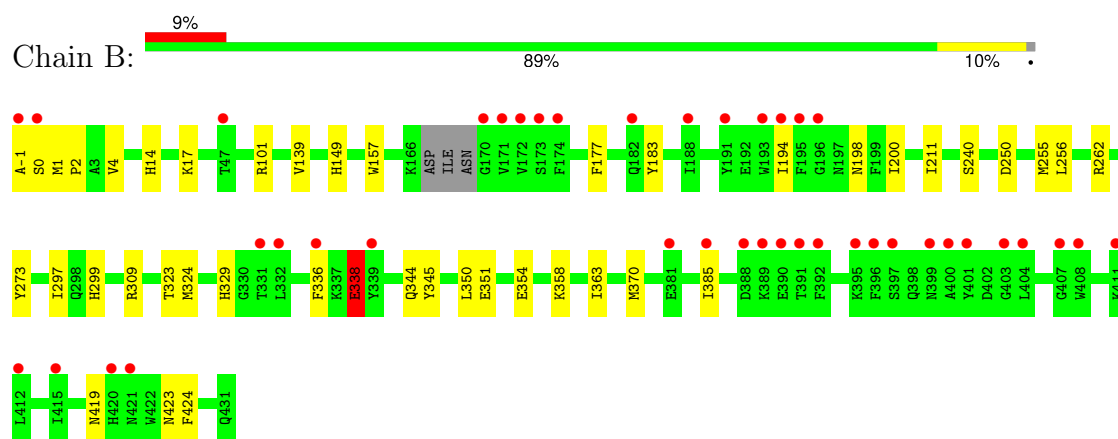 9%
Chain B:
89% 10% •
A-1 S0 M1 P2 A3 V4 H14 K17 T47 R101 V139 H149 W157 K166 ASP ILE ASN G170 V171 V172 S173 F174 F177 Q182 Y183 I188 Y191 E192 W193 I194 F195 G196 N197 N198 F199 I200 I211 S240 D250 M255 L256 R262
Y273 I297 Q298 H299 R309 T323 M324 H329 G330 T331 L332 F336 K337 E338 Y339 Q344 Y345 L350 E351 E354 K358 I363 M370 E381 I385 D388 K389 E390 T391 F392 K395 F396 S397 Q398 N399 A400 Y401 D402 G403 L404 G407 W408 K411
L412 I415 N419 H420 N421 W422 N423 F424 Q431